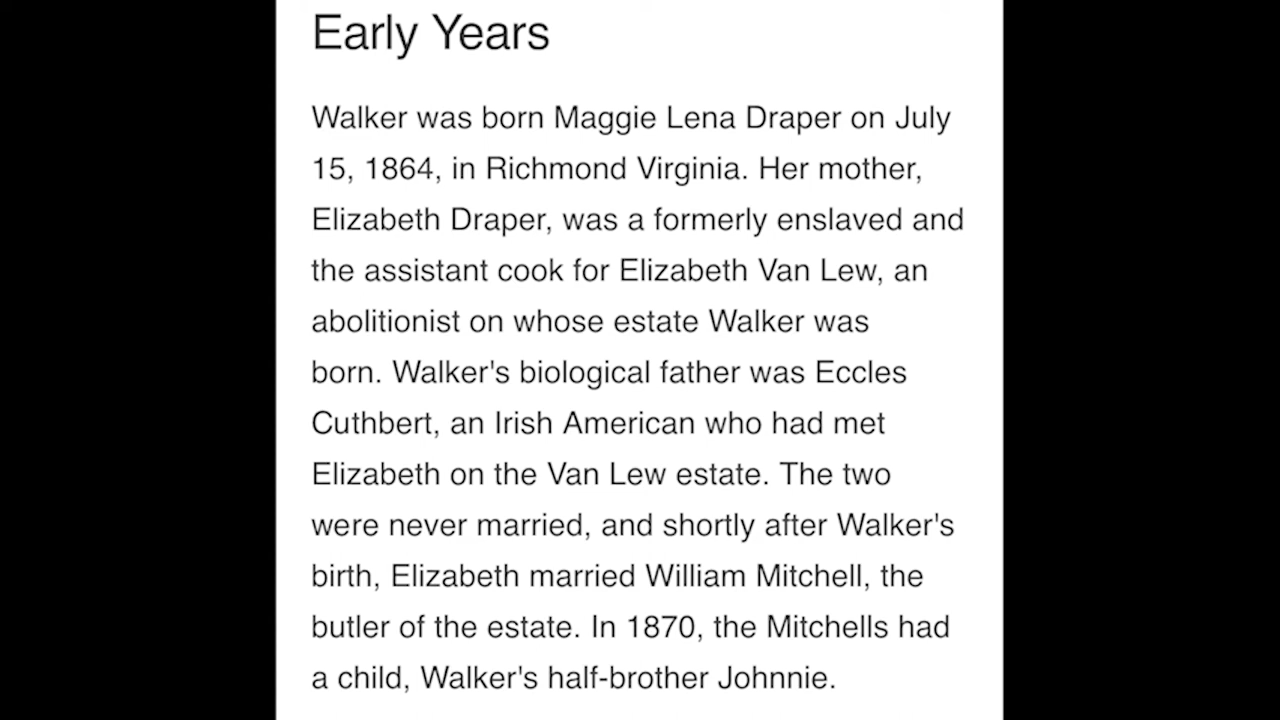 Early Years
Walker was born Maggie Lena Draper on July
15, 1864, in Richmond Virginia. Her mother,
Elizabeth Draper, was a formerly enslaved and
the assistant cook for Elizabeth Van Lew, an
abolitionist on whose estate Walker was
born. Walker's biological father was Eccles
Cuthbert, an Irish American who had met
Elizabeth on the Van Lew estate. The two
were never married, and shortly after Walker's
birth, Elizabeth married William Mitchell, the
butler of the estate. In 1870, the Mitchells had
a child, Walker's half-brother Johnnie.